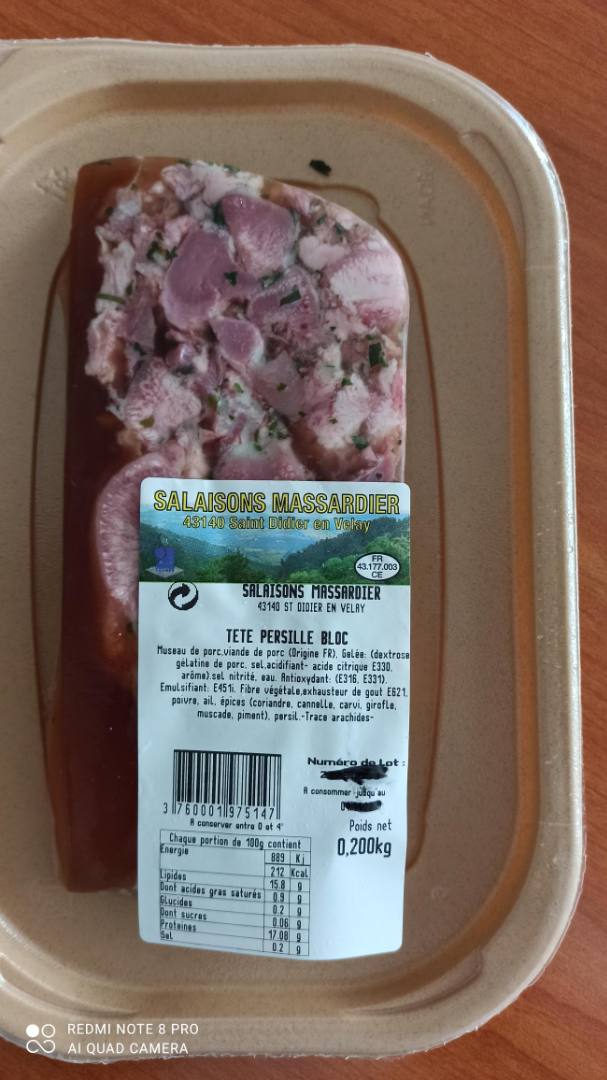 SALAISONS MASSARDIER
43140 Saint Didier en Velay
FR
43.177.003
CE
SALAISONS MASSARDIER
43140 ST DIDIER EN VELAY
TETE PERSILLE BLOC
Museau de porc,viande de porc (Origine FR), Gelée: (dextrose
gélatine de porc, sel,acidifiant- acide citrique E330,
arôme),sel nitrité, eau. Antioxydant: (E316, E331).
Emulsifiant: E451i. Fibre végétale,exhausteur de gout E621,
poivre, ail, épices (coriandre, cannelle, carvi, girofle,
muscade, piment), persil.-Trace arachides-
Numéro de Lot :
2
A consommer jusqu'au
0
3 760001 975147
A conserver entre 0 et 4°
Poids net
0,200kg
Chaque portion de 100g contient
Energie 889 Kj
212 Kcal
Lipides 15.8 g
Dont acides gras saturés 0.9 g
Glucides 0.2 g
Dont sucres 0.06 g
Proteines 17.08 g
Sel 0.2 g
REDMI NOTE 8 PRO
AI QUAD CAMERA